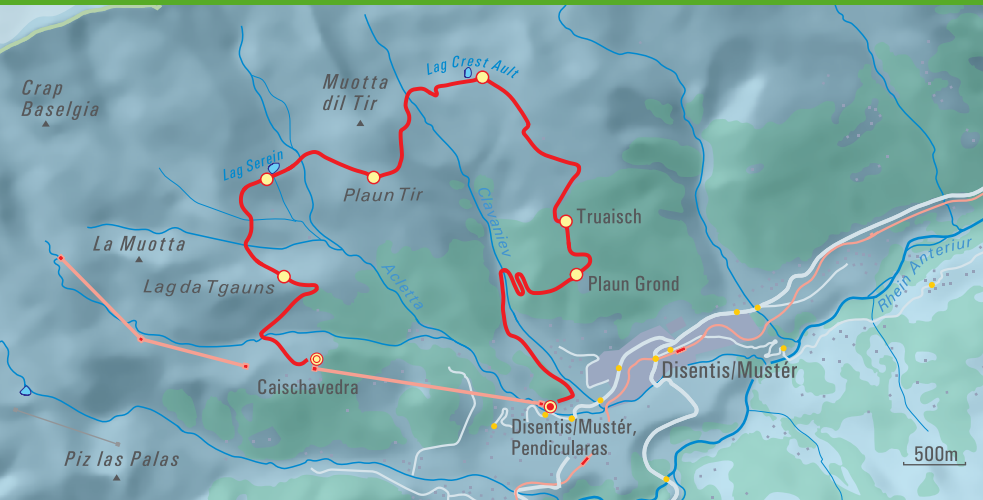 Lag Crest Ault
Crap
Baselgia
Muotta
dil Tir
Lag Serein
Plaun Tir
Clavaniev
Truaisch
La Muotta
Rhein Anteriur
Acletta
Lag da Tgauns
Plaun Grond
Disentis/Mustér
Caischavedra
Disentis/Mustér,
Pendicularas
Piz las Palas
500m